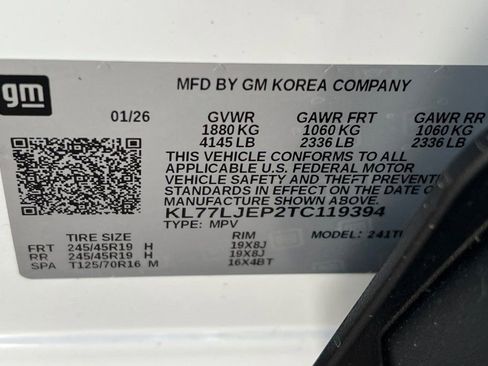 gm
MFD BY GM KOREA COMPANY
01/26 GVWR GAWR FRT GAWR RR
1880 KG 1060 KG 1060 KG
4145 LB 2336 LB 2336 LB
THIS VEHICLE CONFORMS TO ALL
APPLICABLE U.S. FEDERAL MOTOR
VEHICLE SAFETY AND THEFT PREVENTION
STANDARDS IN EFFECT ON THE DATE OF
MANUFACTURE SHOWN ABOVE.
KL77LJEP2TC119394
TYPE: MPV MODEL:
TIRE SIZE RIM
FRT 245/45R19 H 19X8J
RR 245/45R19 H 19X8J
SPA T125/70R16 M 16X4BT